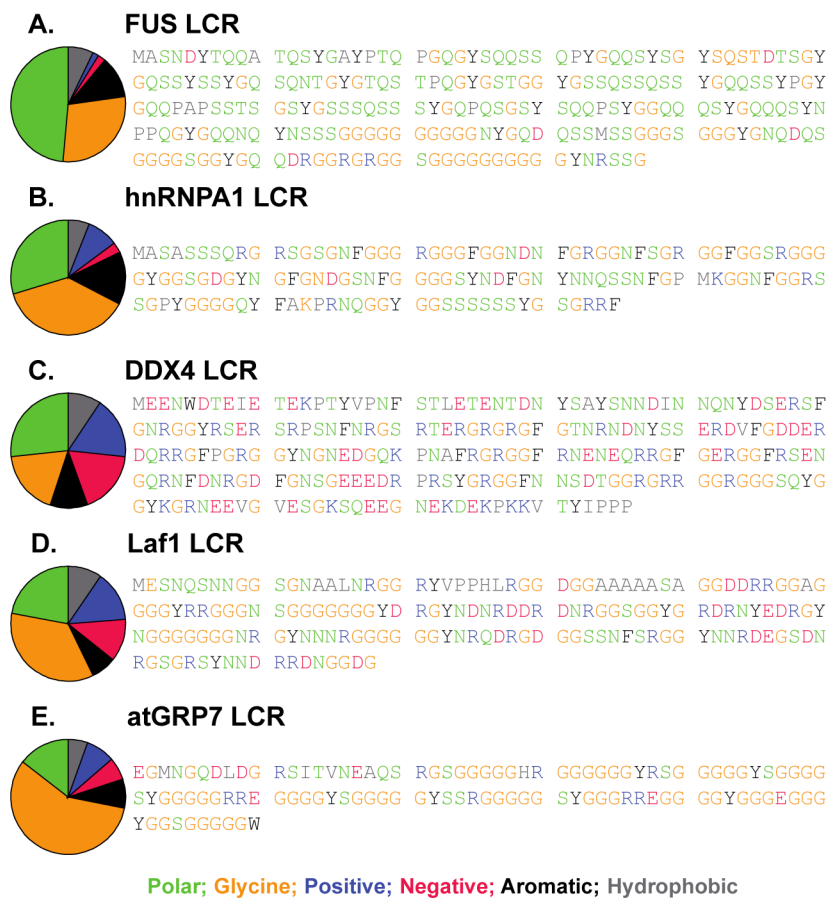 A. FUS LCR
MASNDYTQQA TQSYGAYPTQ PGQGYSQQSS QPYGQQSYSG YSQSTDTSGY
GQSSYSSYGQ SQNTGYGTQS TPQGYGSTGG YGSSQSSQSS YGQQSSYPGY
GQQPAPSSTS GSYGSSSQSS SYGQPQSGSY SQQPSYGGQQ QSYGQQQSYN
PPQGYGQQNQ YNSSSGGGGG GGGGGNYGQD QSSMSSGGGS GGGYGNQDQS
GGGGSGGYGQ QDRGGRGRGG SGGGGGGGGG GYNRSSG
B. hnRNPA1 LCR
MASASSSQRG RSGSGNFGGG RGGGFGGNDN FGRGGNFSGR GGFGGSRGGG
GYGGSGDGYN GFGNDGSNFG GGGSYNDFGN YNNQSSNFGP MKGGNFGGRS
SGPYGGGGQY FAKPRNQGGY GGSSSSSSYG SGRRF
C. DDX4 LCR
MEENWDTEIE TEKPTYVPNF STLETENTDN YSAYSNNDIN NQNYDSERSF
GNRGGYRSER SRPSNFNRGS RTERGRGRGF GTNRNDNYSS ERDVFGDDER
DQRRGFPGRG GYNGNEDGQK PNAFRGRGGF RNENEQRRGF GERGGFRSEN
GQRNFDNRGD FGNSGEEEDR PRSYGRGGFN NSDTGGRGRR GGRGGGSQYG
GYKGRNEEVG VESGKSQEEG NEKDEKPKKV TYIPPP
D. Laf1 LCR
MESNQSNNGG SGNAALNRGG RYVPPHLRGG DGGAAAAASA GGDDRRGGAG
GGGYRRGGGN SGGGGGGGYD RGYNDNRDDR DNRGGSGGYG RDRNYEDRGY
NGGGGGGGNR GYNNNRGGGG GGYNRQDRGD GGSSNFSRGG YNNRDEGSDN
RGSGRSYNND RRDNGGDG
E. atGRP7 LCR
EGMNGQDLDG RSITVNEAQS RGSGGGGGHR GGGGGGYRSG GGGGYSGGGG
SYGGGGGRRE GGGGYSGGGG GYSSRGGGGG SYGGGRREGG GGYGGGEGGG
YGGSGGGGGW
Polar; Glycine; Positive; Negative; Aromatic; Hydrophobic